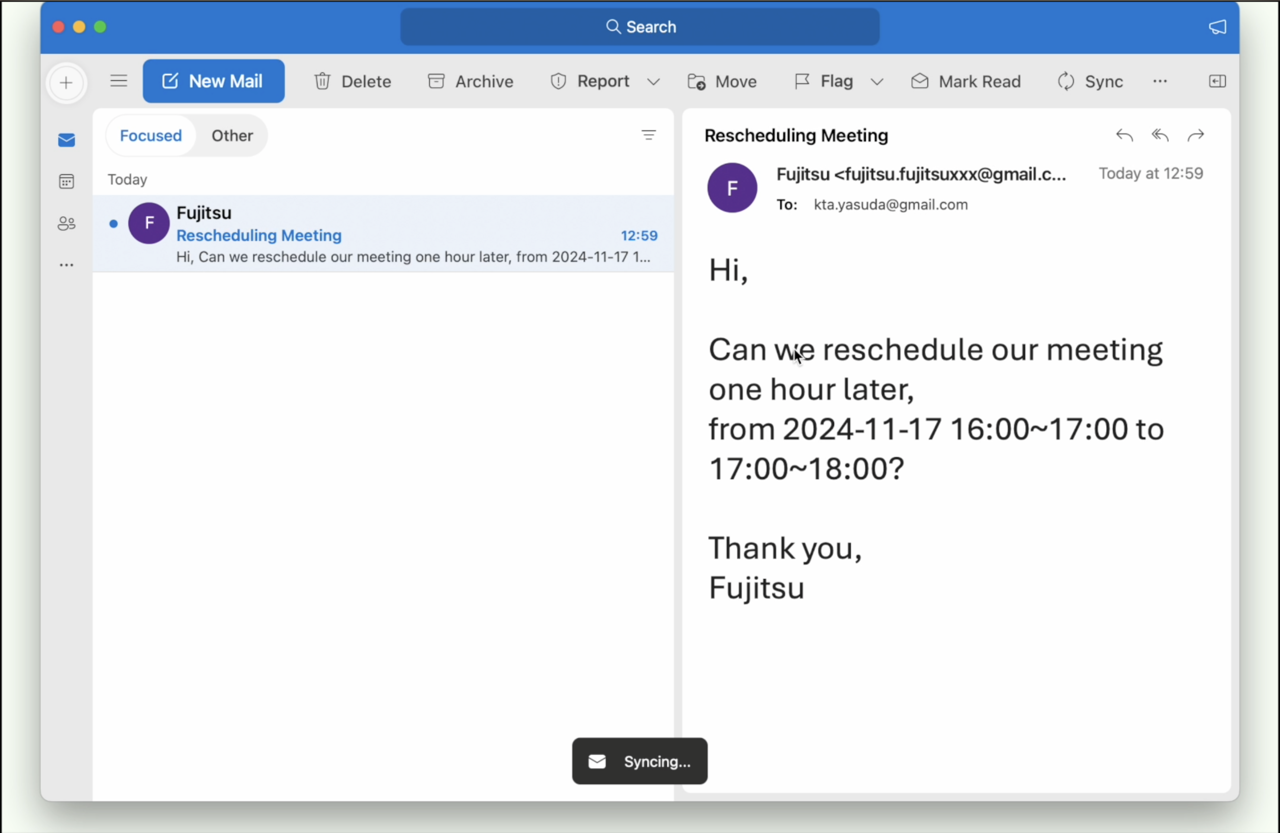 Search
New Mail
Delete
Archive
Report
Move
Flag
Mark Read
Sync
Focused
Other
Today
F
Fujitsu
Rescheduling Meeting
12:59
Hi, Can we reschedule our meeting one hour later, from 2024-11-17 1...
Rescheduling Meeting
F
Fujitsu <fujitsu.fujitsuxxx@gmail.c...
Today at 12:59
To: kta.yasuda@gmail.com
Hi,
Can we reschedule our meeting
one hour later,
from 2024-11-17 16:00~17:00 to
17:00~18:00?
Thank you,
Fujitsu
Syncing...